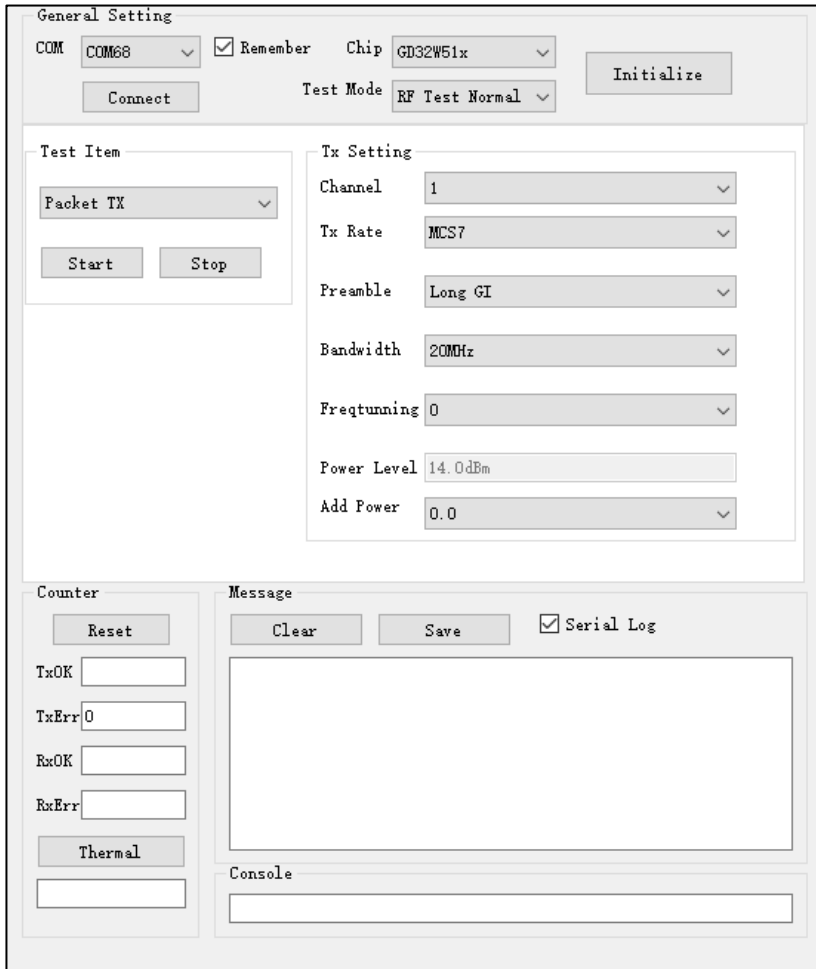 General Setting
COM COM68 Remember Chip GD32W51x
Initialize
Connect Test Mode RF Test Normal
Test Item
Packet TX
Start Stop
Tx Setting
Channel 1
Tx Rate MCS7
Preamble Long GI
Bandwidth 20MHz
Freqtunning 0
Power Level 14.0dBm
Add Power 0.0
Counter
Reset
TxOK
TxErr 0
RxOK
RxErr
Thermal
Message
Clear Save Serial Log
Console